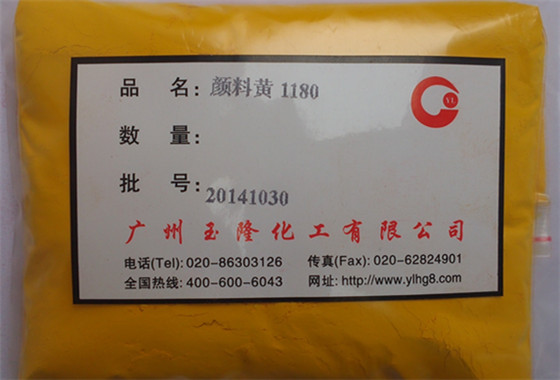 品 名: 颜料黄 1180
YL
数 量:
批 号: 20141030
广州玉隆化工有限公司
电话(Tel): 020-86303126 传真(Fax): 020-62824901
全国热线: 400-600-6043 网址: http://www.ylhg8.com